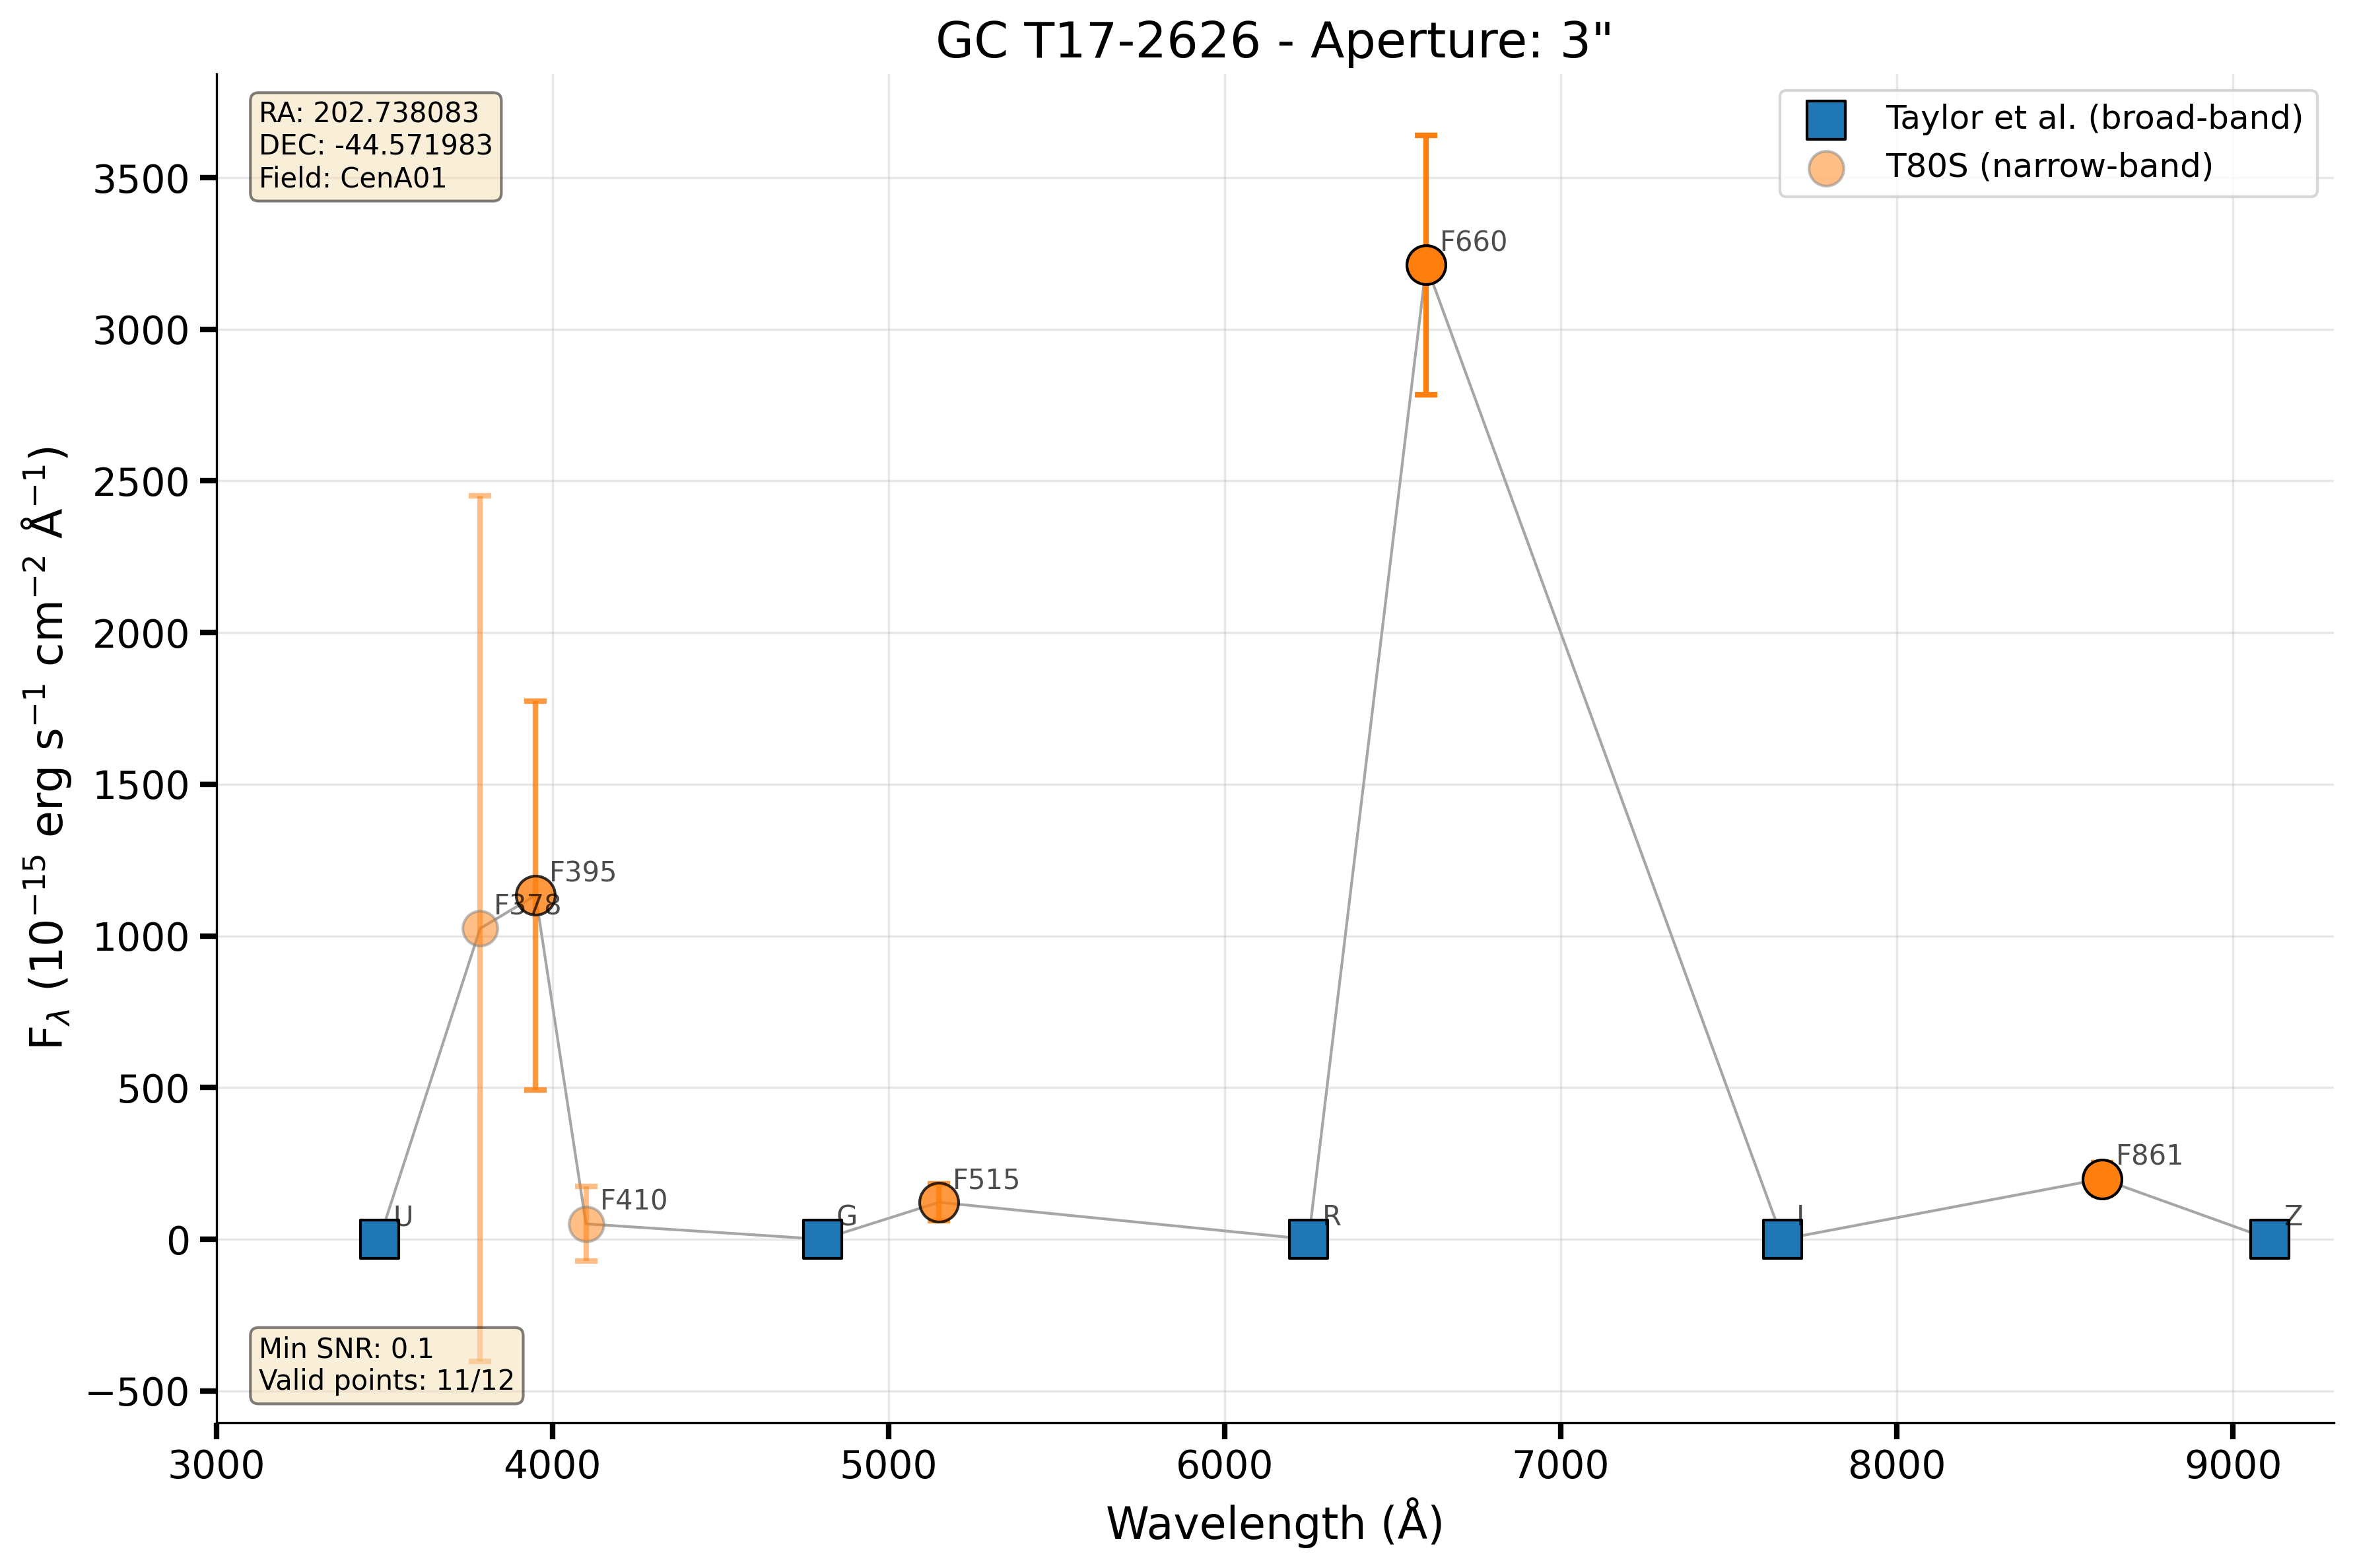 GC T17-2626 - Aperture: 3"
RA: 202.738083
DEC: -44.571983
Field: CenA01
Taylor et al. (broad-band)
T80S (narrow-band)
3500
3000
2500
2000
1500
1000
500
0
−500
F660
F395
F378
F410
F515
F861
U
G
R
I
Z
Min SNR: 0.1
Valid points: 11/12
3000 4000 5000 6000 7000 8000 9000
Wavelength (Å)
Fλ (10⁻¹⁵ erg s⁻¹ cm⁻² Å⁻¹)